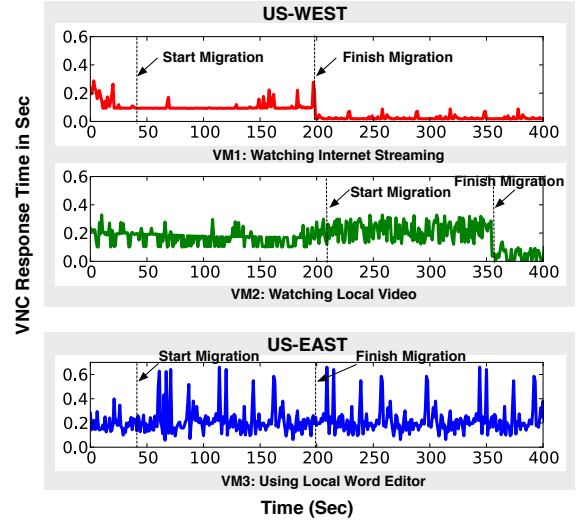 US-WEST
VNC Response Time in Sec
0.6
0.4
0.2
0.0
Start Migration
Finish Migration
0 50 100 150 200 250 300 350 400
VM1: Watching Internet Streaming
0.6
0.4
0.2
0.0
Start Migration
Finish Migration
0 50 100 150 200 250 300 350 400
VM2: Watching Local Video
US-EAST
Start Migration
Finish Migration
0.6
0.4
0.2
0.0
0 50 100 150 200 250 300 350 400
VM3: Using Local Word Editor
Time (Sec)